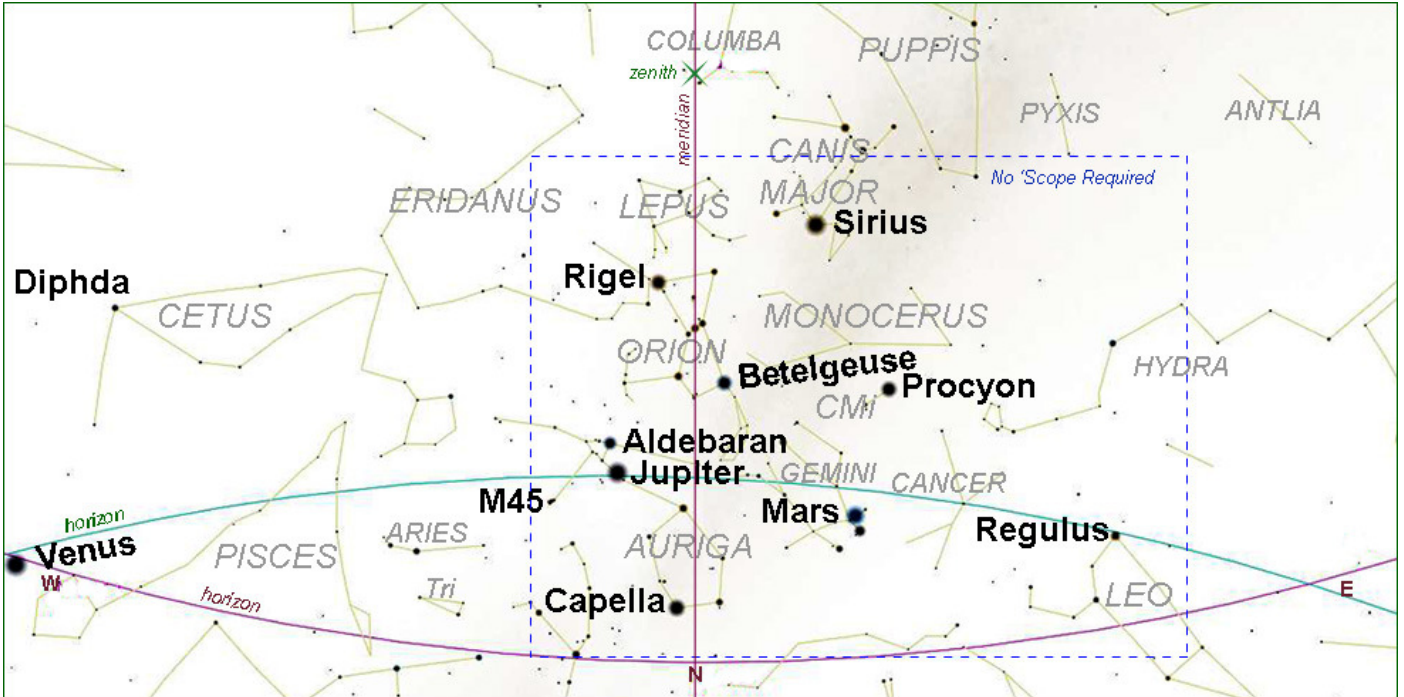 COLUMBA
PUPPIS
zenith
meridian
PYXIS
ANTLIA
CANIS
MAJOR
No 'Scope Required
ERIDANUS
LEPUS
Sirius
Diphda
Rigel
CETUS
MONOCERUS
ORION
Betelgeuse
HYDRA
Procyon
CMi
Aldebaran
Jupiter
GEMINI
CANCER
M45
Mars
Regulus
horizon
ARIES
AURIGA
Venus
PISCES
W
Tri
horizon
Capella
LEO
E
N